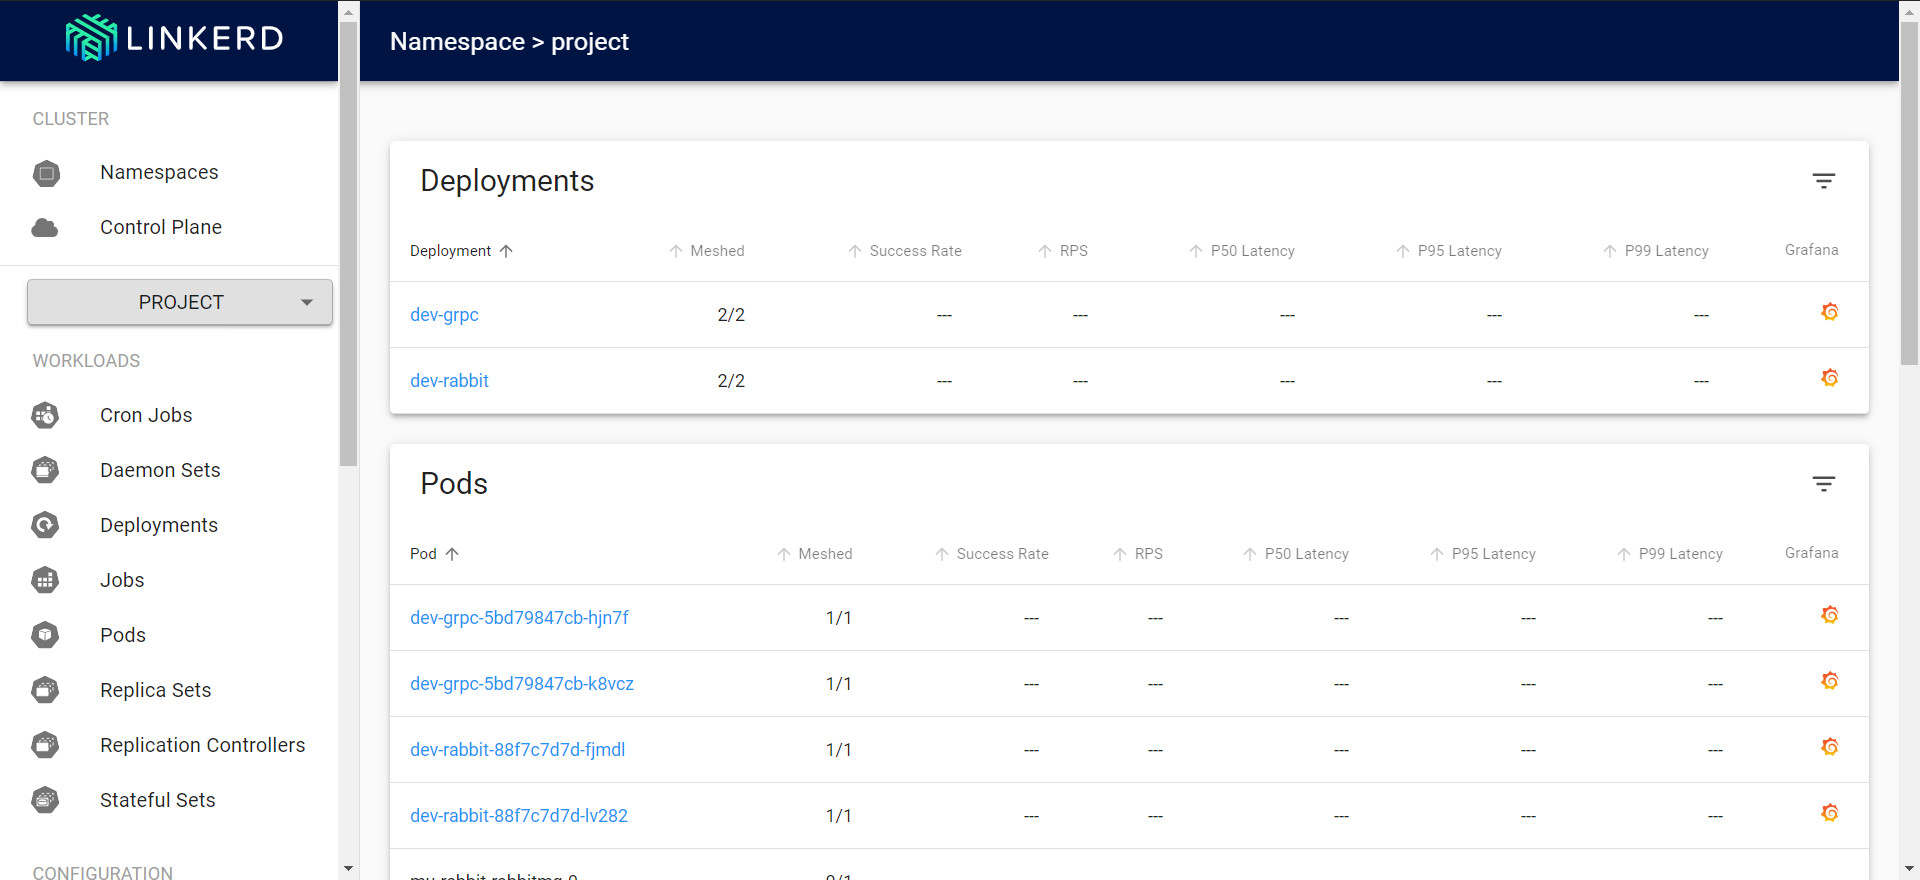 LINKERD
Namespace > project
CLUSTER
Namespaces
Control Plane
PROJECT
WORKLOADS
Cron Jobs
Daemon Sets
Deployments
Jobs
Pods
Replica Sets
Replication Controllers
Stateful Sets
CONFIGURATION
Deployments
Deployment Meshed Success Rate RPS P50 Latency P95 Latency P99 Latency Grafana
dev-grpc 2/2 --- --- --- --- ---
dev-rabbit 2/2 --- --- --- --- ---
Pods
Pod Meshed Success Rate RPS P50 Latency P95 Latency P99 Latency Grafana
dev-grpc-5bd79847cb-hjn7f 1/1 --- --- --- --- ---
dev-grpc-5bd79847cb-k8vcz 1/1 --- --- --- --- ---
dev-rabbit-88f7c7d7d-fjmdl 1/1 --- --- --- --- ---
dev-rabbit-88f7c7d7d-lv282 1/1 --- --- --- --- ---